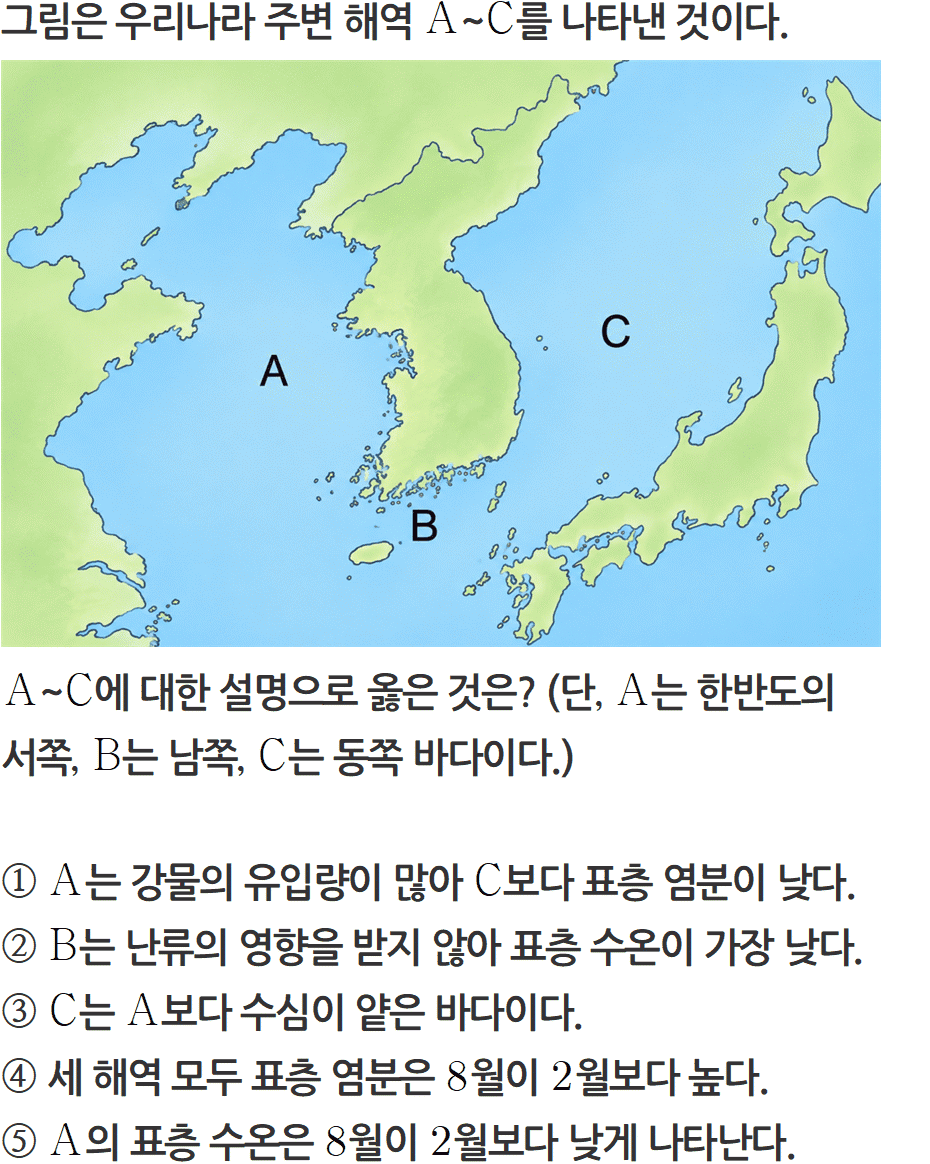 그림은 우리나라 주변 해역 A~C를 나타낸 것이다.
A
C
B
A~C에 대한 설명으로 옳은 것은? (단, A는 한반도의
서쪽, B는 남쪽, C는 동쪽 바다이다.)
① A는 강물의 유입량이 많아 C보다 표층 염분이 낮다.
② B는 난류의 영향을 받지 않아 표층 수온이 가장 낮다.
③ C는 A보다 수심이 얕은 바다이다.
④ 세 해역 모두 표층 염분은 8월이 2월보다 높다.
⑤ A의 표층 수온은 8월이 2월보다 낮게 나타난다.